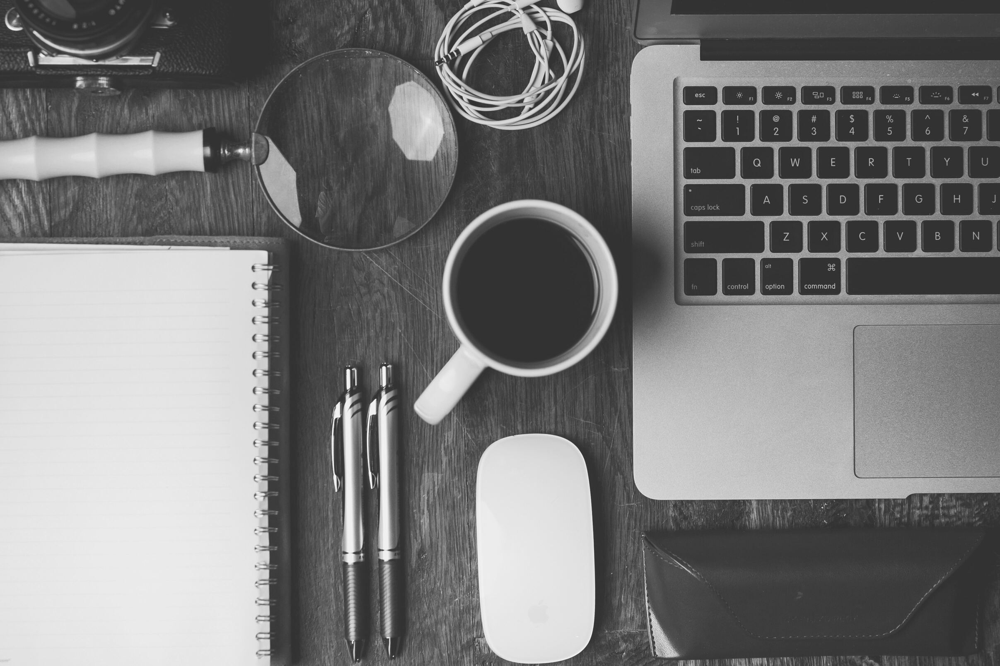 esc F1 F2 F3 F4 F5 F6 F7
~ ! @ # $ % ^ &
` 1 2 3 4 5 6 7
tab Q W E R T Y U
caps lock A S D F G H J
shift Z X C V B N
fn control alt option command